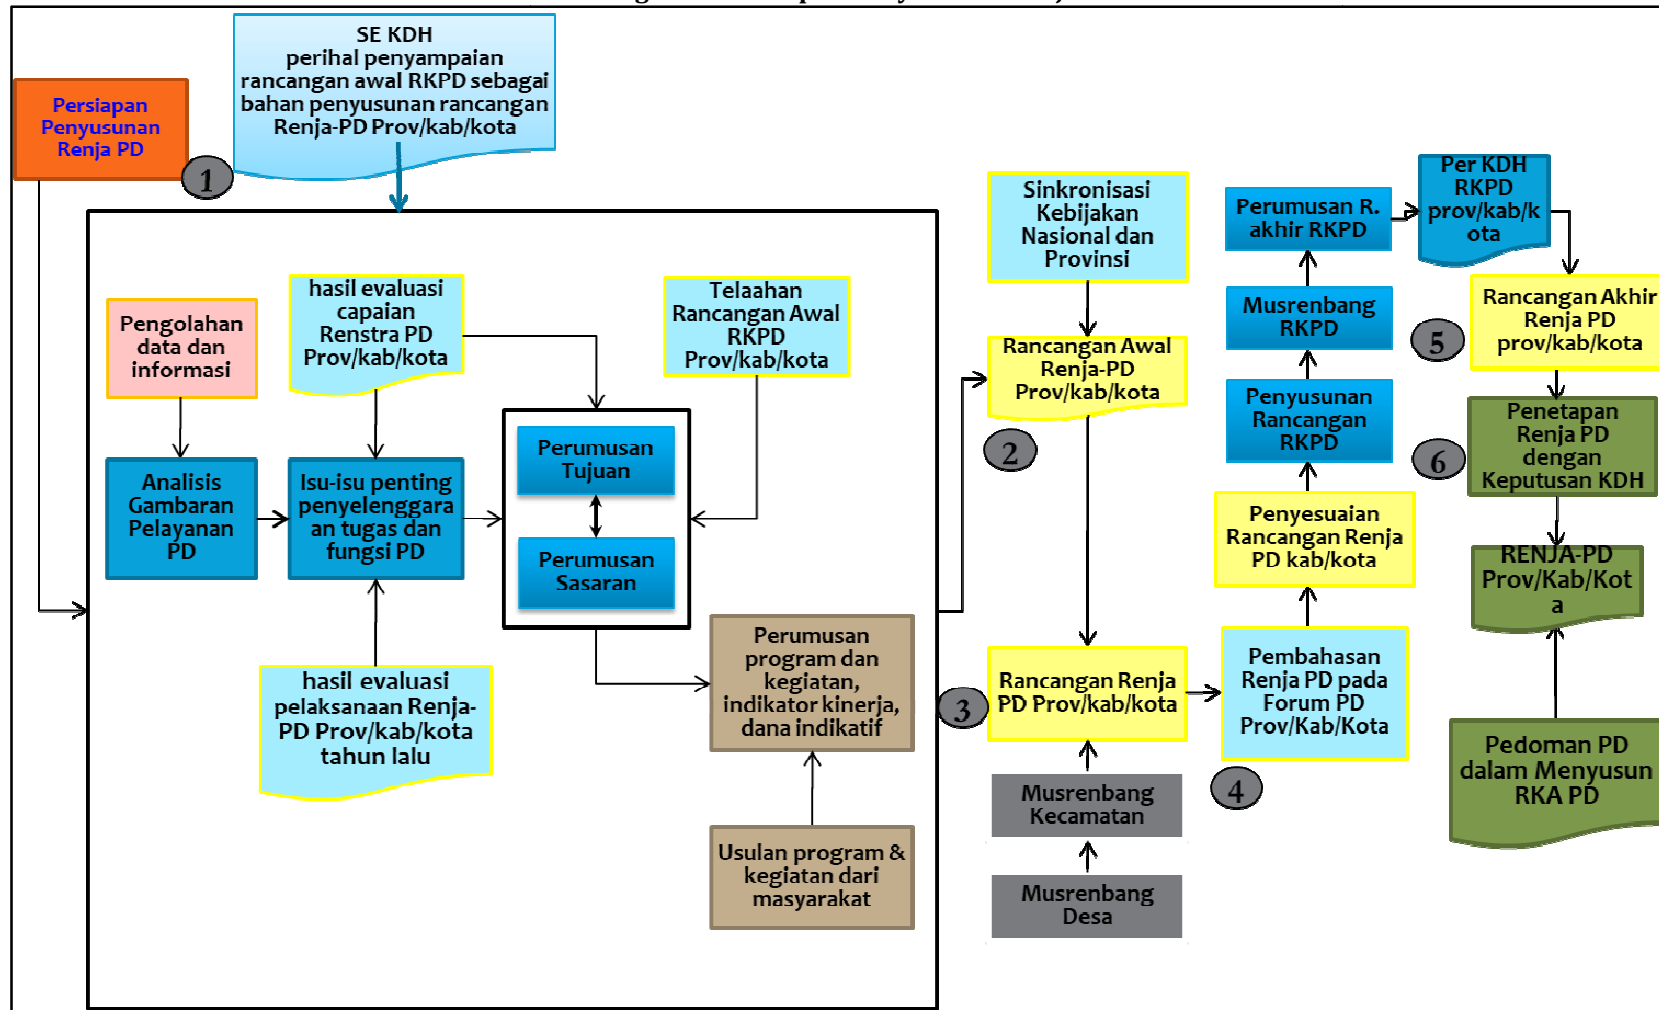 SE KDH
perihal penyampaian
rancangan awal RKPD sebagai
bahan penyusunan rancangan
Renja-PD Prov/kab/kota
Persiapan
Penyusunan
Renja PD
1
Pengolahan
data dan
informasi
hasil evaluasi
capaian
Renstra PD
Prov/kab/kota
Telaahan
Rancangan Awal
RKPD
Prov/kab/kota
Analisis
Gambaran
Pelayanan
PD
Isu-isu penting
penyelenggara
an tugas dan
fungsi PD
Perumusan
Tujuan
Perumusan
Sasaran
hasil evaluasi
pelaksanaan Renja-
PD Prov/kab/kota
tahun lalu
Perumusan
program dan
kegiatan,
indikator kinerja,
dana indikatif
Usulan program &
kegiatan dari
masyarakat
Sinkronisasi
Kebijakan
Nasional dan
Provinsi
Rancangan Awal
Renja-PD
Prov/kab/kota
2
Rancangan Renja
PD Prov/kab/kota
3
Musrenbang
Kecamatan
Musrenbang
Desa
Pembahasan
Renja PD pada
Forum PD
Prov/Kab/Kota
4
Penyesuaian
Rancangan Renja
PD kab/kota
Penyusunan
Rancangan
RKPD
Musrenbang
RKPD
Perumusan R.
akhir RKPD
Per KDH
RKPD
prov/kab/k
ota
Rancangan Akhir
Renja PD
prov/kab/kota
5
Penetapan
Renja PD
dengan
Keputusan KDH
6
RENJA-PD
Prov/Kab/Kot
a
Pedoman PD
dalam Menyusun
RKA PD